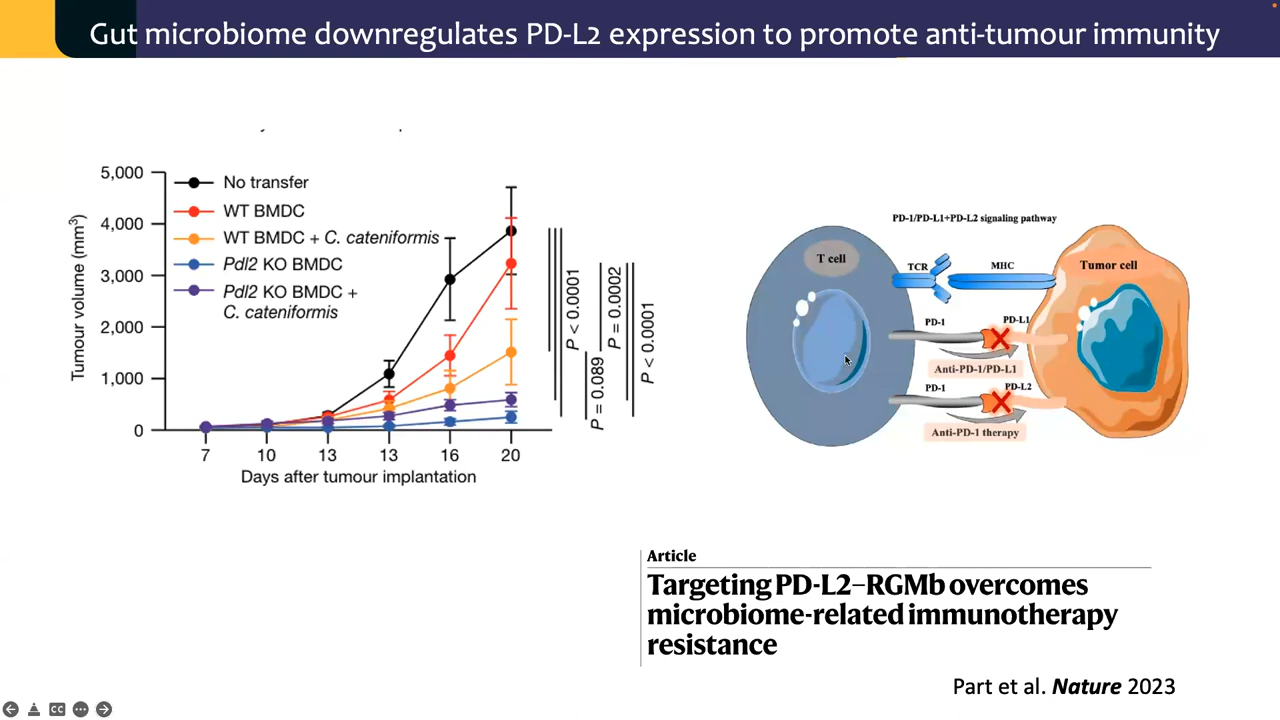 Gut microbiome downregulates PD-L2 expression to promote anti-tumour immunity
5,000
4,000
3,000
2,000
1,000
0
Tumour volume (mm³)
No transfer
WT BMDC
WT BMDC + C. cateniformis
Pdl2 KO BMDC
Pdl2 KO BMDC +
C. cateniformis
7 10 13 13 16 20
Days after tumour implantation
P < 0.0001
P = 0.089
P = 0.0002
P < 0.0001
PD-1/PD-L1+PD-L2 signaling pathway
T cell
TCR
MHC
Tumor cell
PD-1
PD-L1
Anti-PD-1/PD-L1
PD-1
PD-L2
Anti-PD-1 therapy
Article
Targeting PD-L2–RGMb overcomes
microbiome-related immunotherapy
resistance
Part et al. Nature 2023
CC